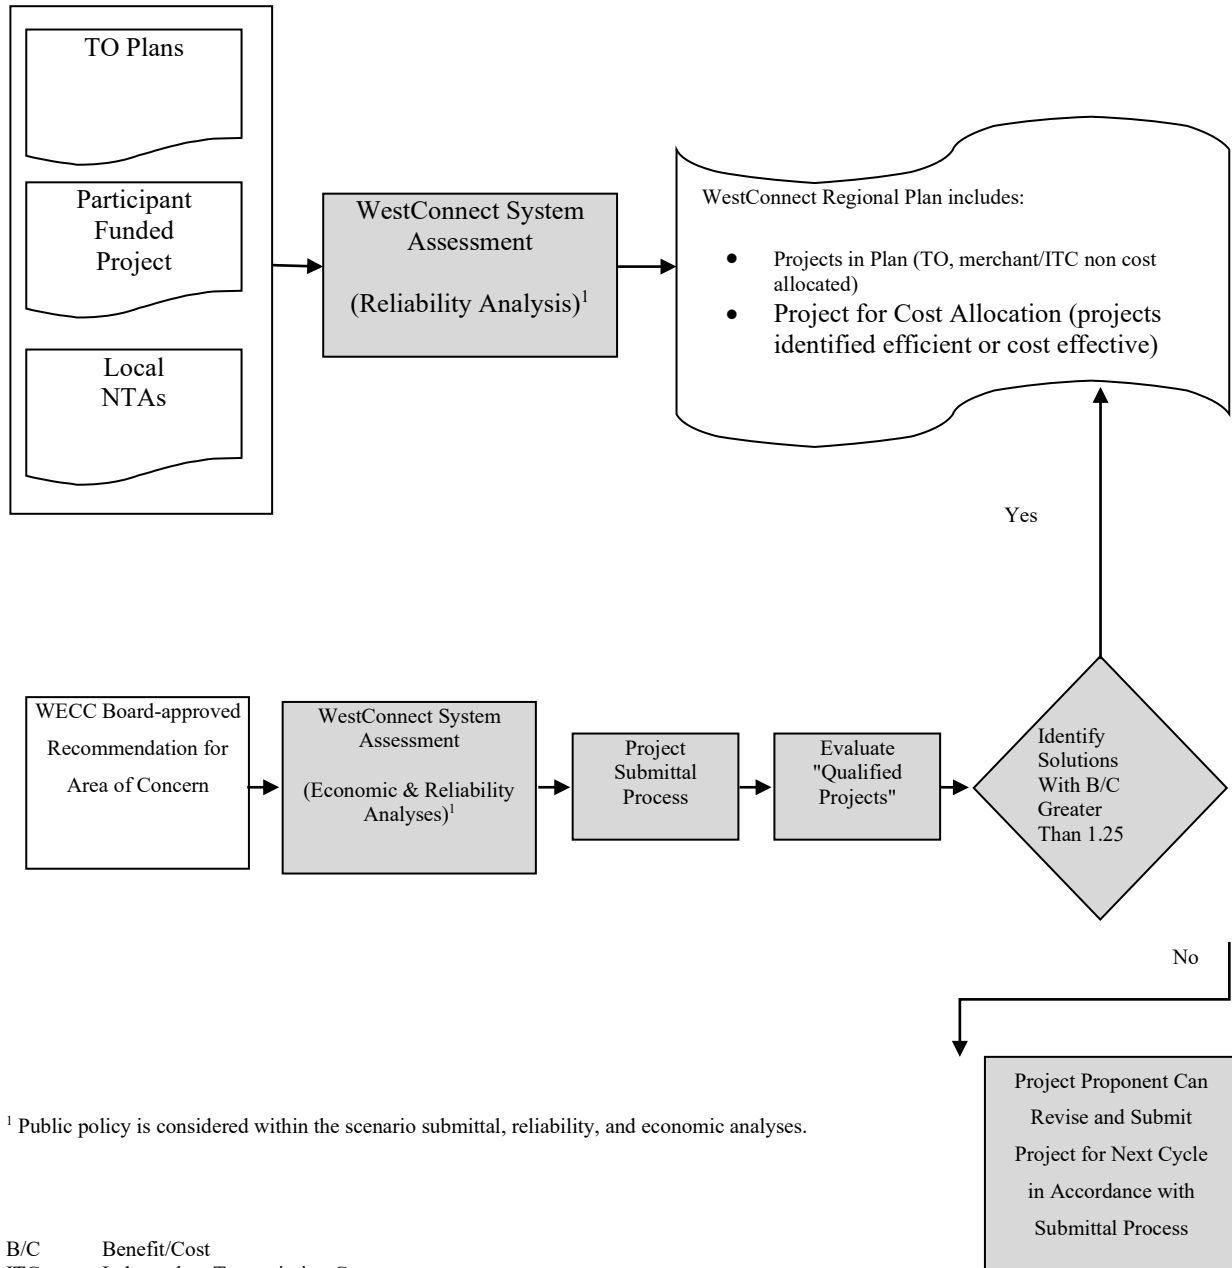 TO Plans
Participant
Funded
Project
Local
NTAs
WestConnect System
Assessment
(Reliability Analysis)1
WestConnect Regional Plan includes:
● Projects in Plan (TO, merchant/ITC non cost
allocated)
● Project for Cost Allocation (projects
identified efficient or cost effective)
Yes
WECC Board-approved
Recommendation for
Area of Concern
WestConnect System
Assessment
(Economic & Reliability
Analyses)1
Project
Submittal
Process
Evaluate
"Qualified
Projects"
Identify
Solutions
With B/C
Greater
Than 1.25
No
Project Proponent Can
Revise and Submit
Project for Next Cycle
in Accordance with
Submittal Process
1 Public policy is considered within the scenario submittal, reliability, and economic analyses.
B/C Benefit/Cost